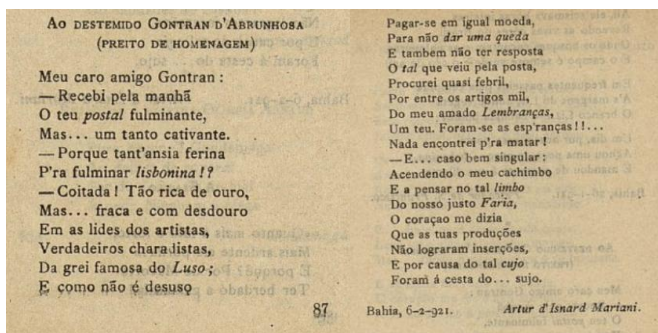 AO DESTEMIDO GONTRAN D'ABRUNHOSA
(PREITO DE HOMENAGEM)
Meu caro amigo Gontran:
— Recebi pela manhã
O teu postal fulminante,
Mas... um tanto cativante.
— Porque tant'ansia ferina
P'ra fulminar lisbonina!?
— Coitada! Tão rica de ouro,
Mas... fraca e com desdouro
Em as lides dos artistas,
Verdadeiros charadistas,
Da grei famosa do Luso;
E como não é desuso
87
Pagar-se em igual moeda,
Para não dar uma queda
E tambem não ter resposta
O tal que veiu pela posta,
Procurei quasi febril,
Por entre os artigos mil,
Do meu amado Lembranças,
Um teu. Foram-se as esp'ranças!!...
Nada encontrei p'ra matar!
— E... caso bem singular:
Acendendo o meu cachimbo
E a pensar no tal limbo
Do nosso justo Faria,
O coraçao me dizia
Que as tuas produções
Não lograram inserções,
E por causa do tal cujo
Foram á cesta do... sujo.
Bahia, 6-2-921. Artur d'Isnard Mariani.